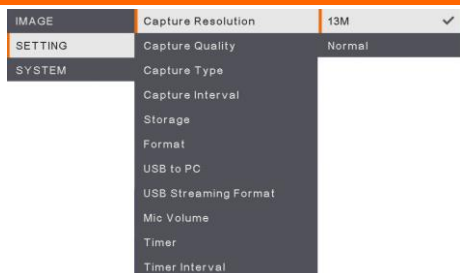 IMAGE
SETTING
SYSTEM
Capture Resolution
Capture Quality
Capture Type
Capture Interval
Storage
Format
USB to PC
USB Streaming Format
Mic Volume
Timer
Timer Interval
13M
Normal